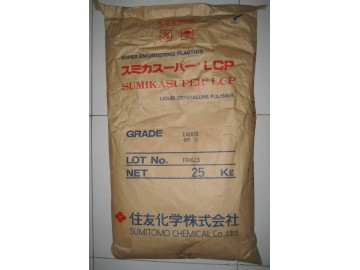 SUPER ENGINEERING PLASTICS
スミカスーパー® LCP
SUMIKASUPER® LCP
LIQUID CRYSTALLINE POLYMER
GRADE
LOT No.
NET 25 Kg
住友化学株式会社
SUMITOMO CHEMICAL Co., Ltd.